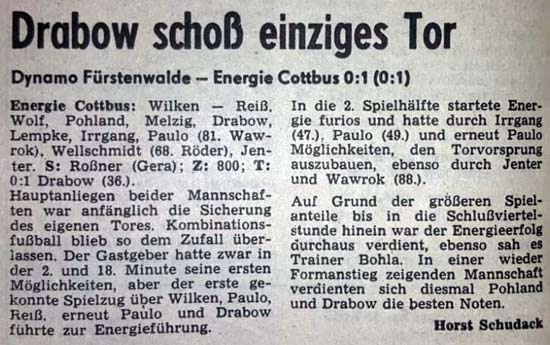 Drabow schoß einziges Tor
Dynamo Fürstenwalde – Energie Cottbus 0:1 (0:1)
Energie Cottbus: Wilken – Reiß,
Wolf, Pohland, Melzig, Drabow,
Lempke, Irrgang, Paulo (81. Waw-
rok), Wellschmidt (68. Röder), Jen-
ter. S: Roßner (Gera); Z: 800; T:
0:1 Drabow (36.).
Hauptanliegen beider Mannschaf-
ten war anfänglich die Sicherung
des eigenen Tores. Kombinations-
fußball blieb so dem Zufall über-
lassen. Der Gastgeber hatte zwar in
der 2. und 18. Minute seine ersten
Möglichkeiten, aber der erste ge-
konnte Spielzug über Wilken, Paulo,
Reiß, erneut Paulo und Drabow
führte zur Energieführung.
In die 2. Spielhälfte startete Ener-
gie furios und hatte durch Irrgang
(47.), Paulo (49.) und erneut Paulo
Möglichkeiten, den Torvorsprung
auszubauen, ebenso durch Jenter
und Wawrok (88.).
Auf Grund der größeren Spiel-
anteile bis in die Schlußviertel-
stunde hinein war der Energieerfolg
durchaus verdient, ebenso sah es
Trainer Bohla. In einer wieder
Formanstieg zeigenden Mannschaft
verdienten sich diesmal Pohland
und Drabow die besten Noten.
Horst Schudack